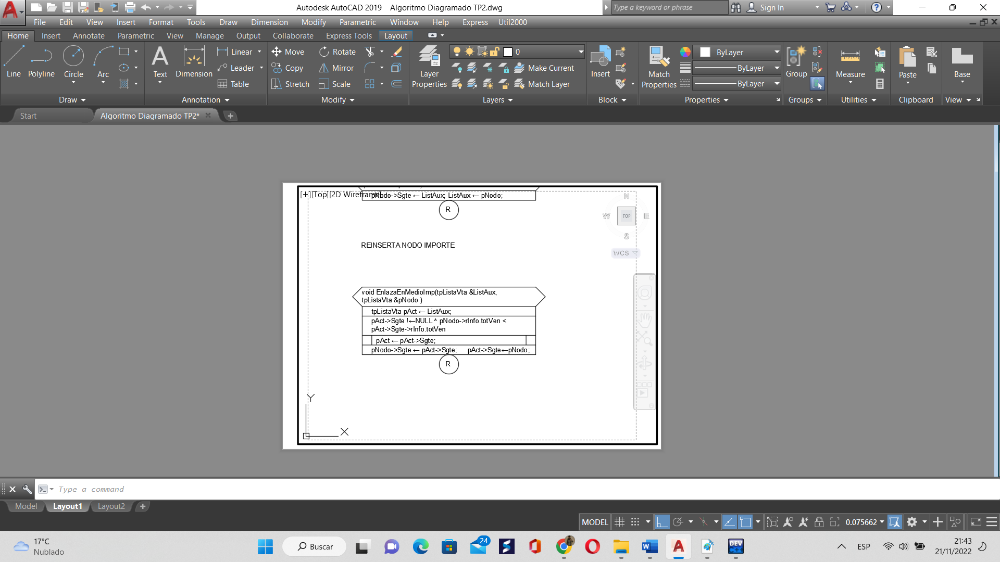 Autodesk AutoCAD 2019 Algoritmo Diagramado TP2.dwg
Type a keyword or phrase
Sign In
File Edit View Insert Format Tools Draw Dimension Modify Parametric Window Help Express Util2000
Home Insert Annotate Parametric View Manage Output Collaborate Express Tools Layout
Line Polyline Circle Arc
Draw
Text Dimension
Linear
Leader
Table
Annotation
Move Rotate
Copy Mirror
Stretch Scale
Modify
Layer Properties
0
Make Current
Match Layer
Layers
Insert
Block
Match Properties
ByLayer
ByLayer
ByLayer
Properties
Group
Groups
Measure
Utilities
Paste
Clipboard
Base
View
Start
Algoritmo Diagramado TP2*
[+][Top][2D Wireframe]
pNodo->Sgte ← ListAux; ListAux ← pNodo;
R
N
W TOP E
S
WCS
REINSERTA NODO IMPORTE
void EnlazaEnMedioImp(tpListaVta &ListAux,
tpListaVta &pNodo )
tpListaVta pAct ← ListAux;
pAct->Sgte !←NULL ^ pNodo->rInfo.totVen <
pAct->Sgte->rInfo.totVen
pAct ← pAct->Sgte;
pNodo->Sgte ← pAct->Sgte; pAct->Sgte←pNodo;
R
Y
X
Type a command
Model Layout1 Layout2
MODEL
0.075662
17°C
Nublado
Buscar
24
W
A
DEV
C++
ESP
21:43
21/11/2022